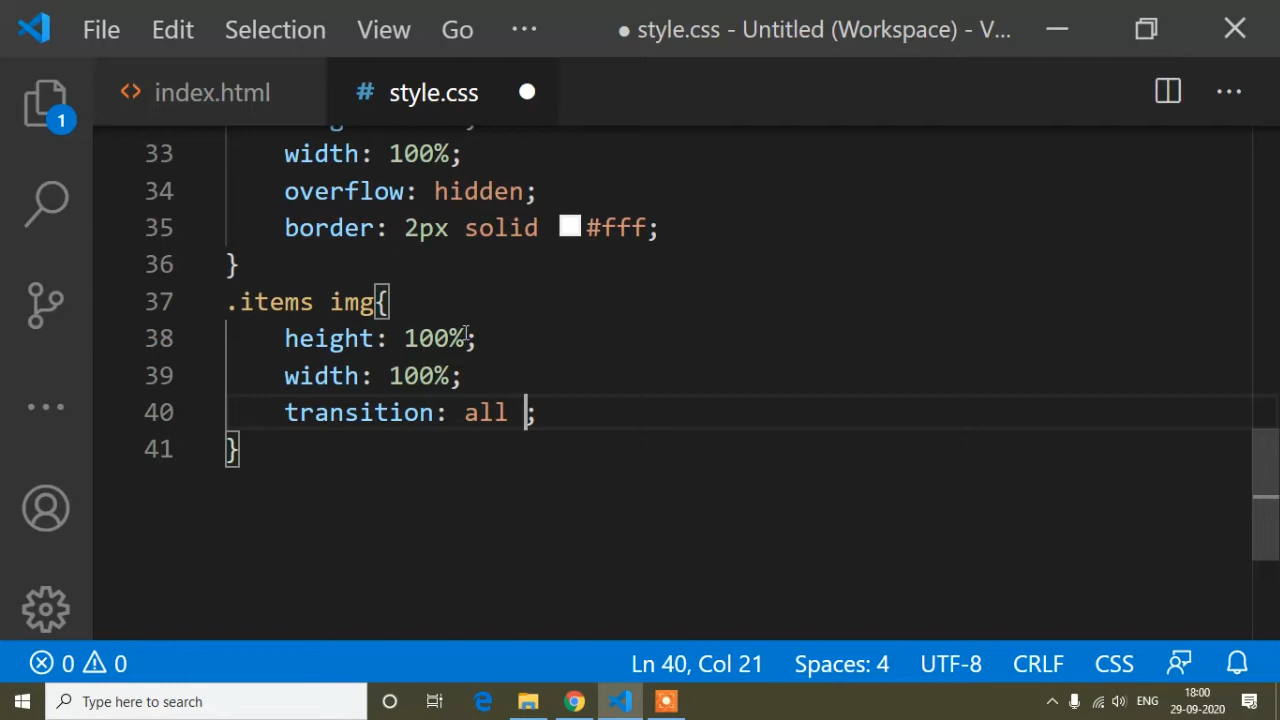 File Edit Selection View Go ··· ● style.css - Untitled (Workspace) - V...
<> index.html # style.css ● ···
33 width: 100%;
34 overflow: hidden;
35 border: 2px solid #fff;
36 }
37 .items img{
38 height: 100%;
39 width: 100%;
40 transition: all ;
41 }
1
0 0 Ln 40, Col 21 Spaces: 4 UTF-8 CRLF CSS
Type here to search ENG 18:00
29-09-2020